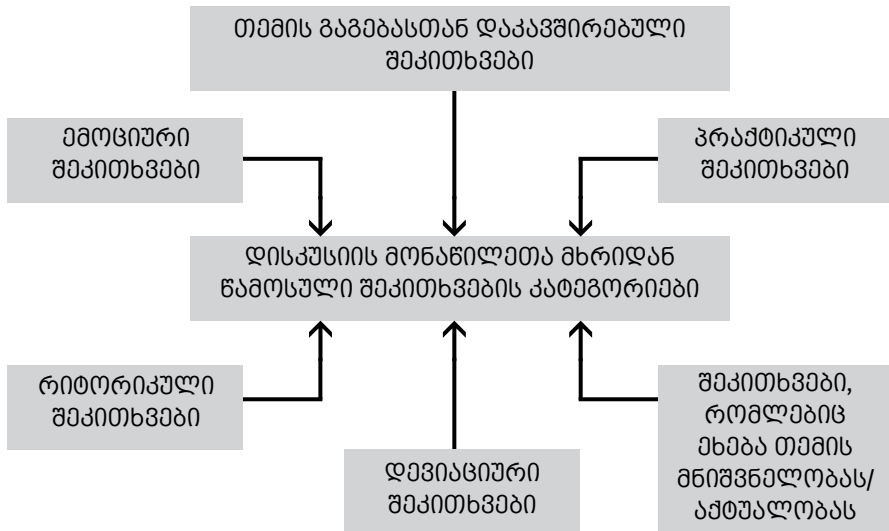 თემის გაგებასთან დაკავშირებული
შეკითხვები
ემოციური
შეკითხვები
პრაქტიკული
შეკითხვები
დისკუსიის მონაწილეთა მხრიდან
წამოსული შეკითხვების კატეგორიები
რიტორიკული
შეკითხვები
დევიაციური
შეკითხვები
შეკითხვები,
რომლებიც
ეხება თემის
მნიშვნელობას/
აქტუალობას